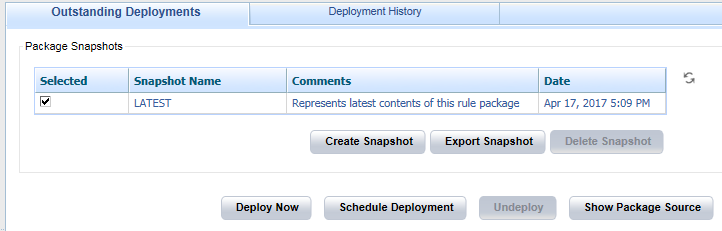 Outstanding Deployments Deployment History
Package Snapshots
Selected Snapshot Name Comments Date
LATEST Represents latest contents of this rule package Apr 17, 2017 5:09 PM
Create Snapshot Export Snapshot Delete Snapshot
Deploy Now Schedule Deployment Undeploy Show Package Source